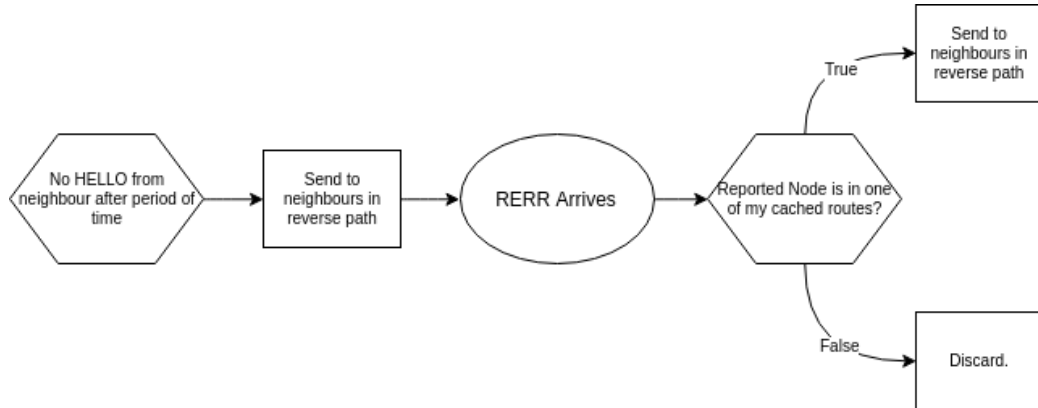 No HELLO from
neighbour after period of
time
Send to
neighbours in
reverse path
RERR Arrives
Reported Node is in one
of my cached routes?
True
Send to
neighbours in
reverse path
False
Discard.